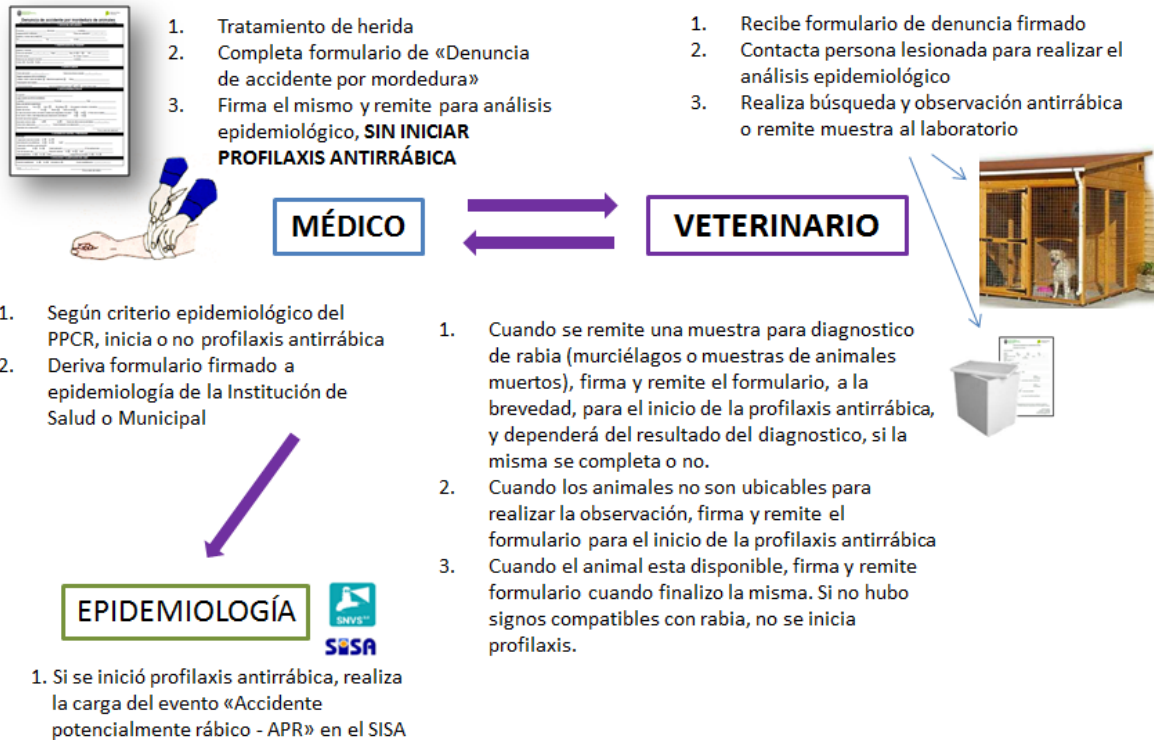 Denuncia de accidente por mordedura de animales
1. Tratamiento de herida
2. Completa formulario de «Denuncia
de accidente por mordedura»
3. Firma el mismo y remite para análisis
epidemiológico, SIN INICIAR
PROFILAXIS ANTIRRÁBICA
1. Recibe formulario de denuncia firmado
2. Contacta persona lesionada para realizar el
análisis epidemiológico
3. Realiza búsqueda y observación antirrábica
o remite muestra al laboratorio
MÉDICO
VETERINARIO
1. Según criterio epidemiológico del
PPCR, inicia o no profilaxis antirrábica
2. Deriva formulario firmado a
epidemiología de la Institución de
Salud o Municipal
1. Cuando se remite una muestra para diagnostico
de rabia (murciélagos o muestras de animales
muertos), firma y remite el formulario, a la
brevedad, para el inicio de la profilaxis antirrábica,
y dependerá del resultado del diagnostico, si la
misma se completa o no.
2. Cuando los animales no son ubicables para
realizar la observación, firma y remite el
formulario para el inicio de la profilaxis antirrábica
3. Cuando el animal esta disponible, firma y remite
formulario cuando finalizo la misma. Si no hubo
signos compatibles con rabia, no se inicia
profilaxis.
EPIDEMIOLOGÍA
SNVS
SISA
1. Si se inició profilaxis antirrábica, realiza
la carga del evento «Accidente
potencialmente rábico - APR» en el SISA